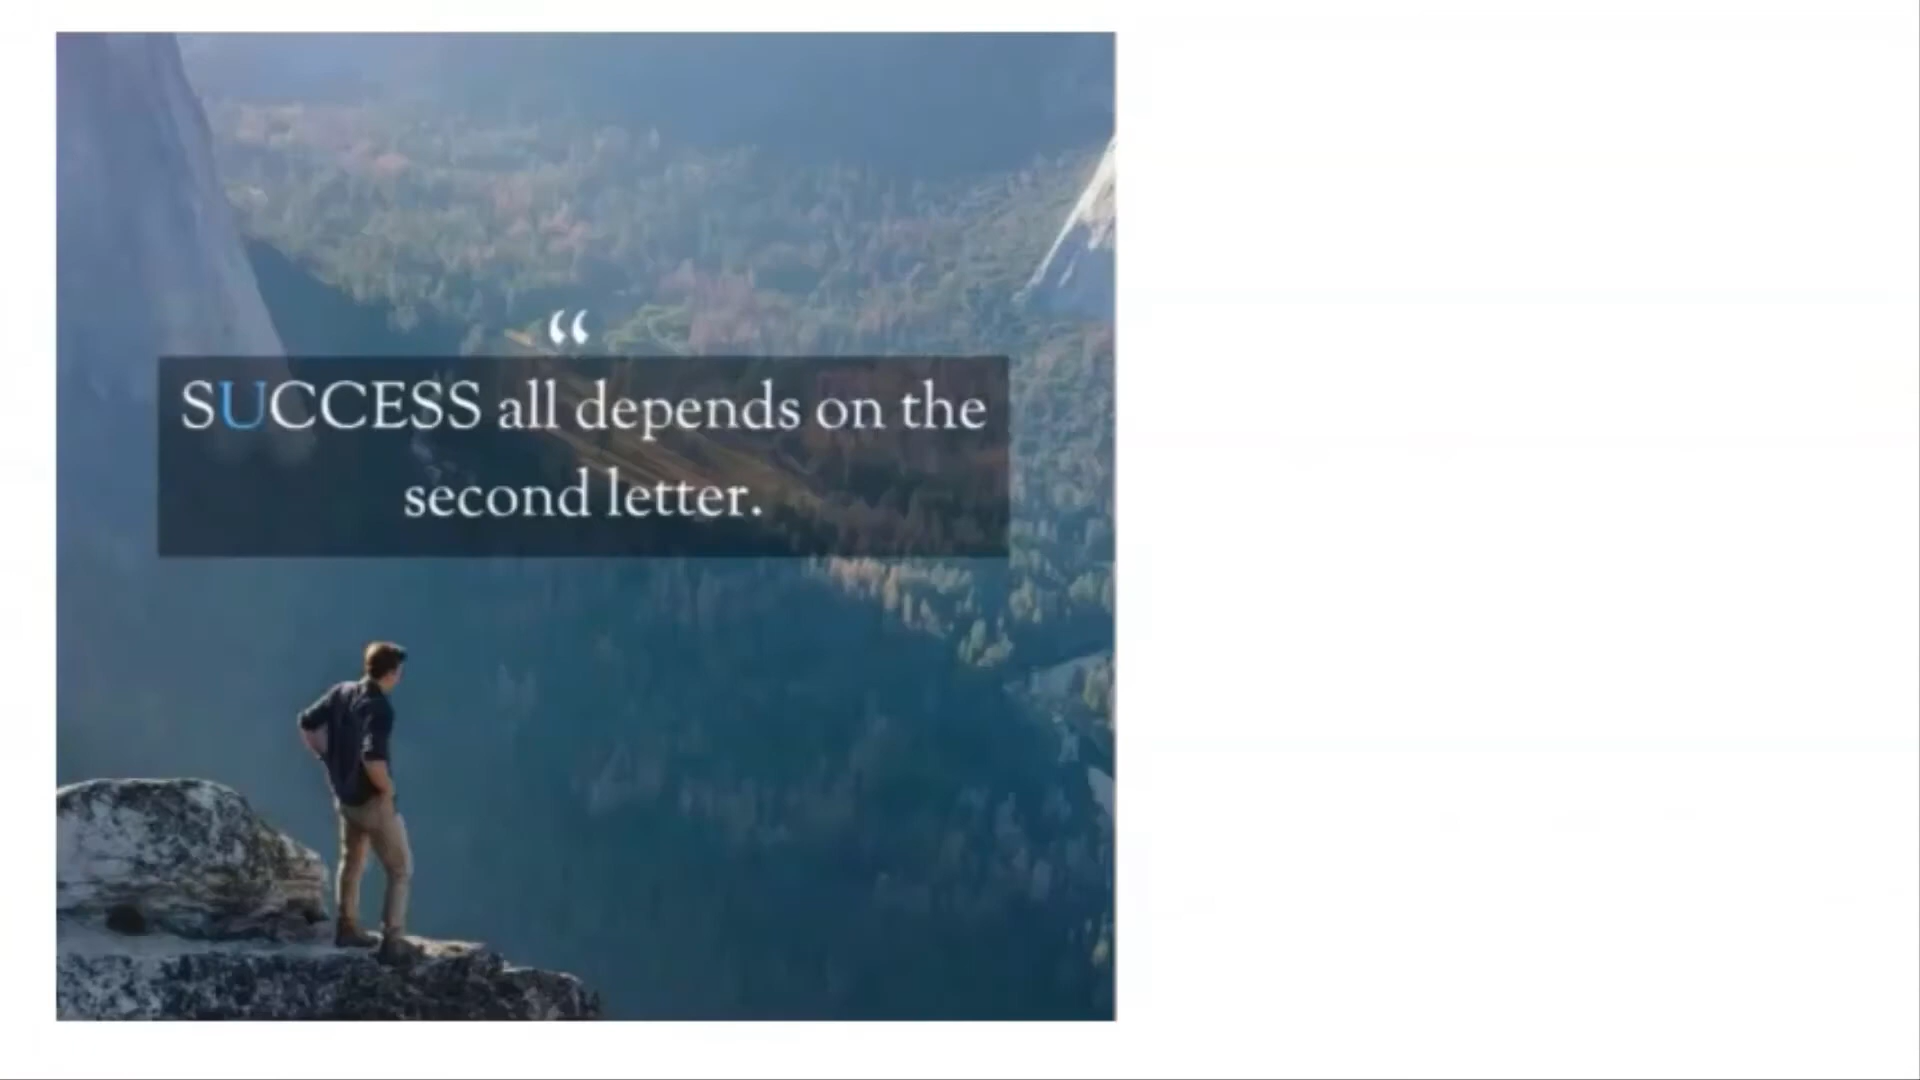 “
SUCCESS all depends on the
second letter.